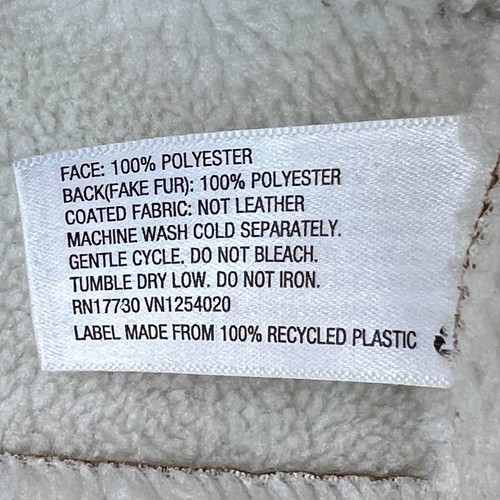 FACE: 100% POLYESTER
BACK(FAKE FUR): 100% POLYESTER
COATED FABRIC: NOT LEATHER
MACHINE WASH COLD SEPARATELY.
GENTLE CYCLE. DO NOT BLEACH.
TUMBLE DRY LOW. DO NOT IRON.
RN17730 VN1254020
LABEL MADE FROM 100% RECYCLED PLASTIC